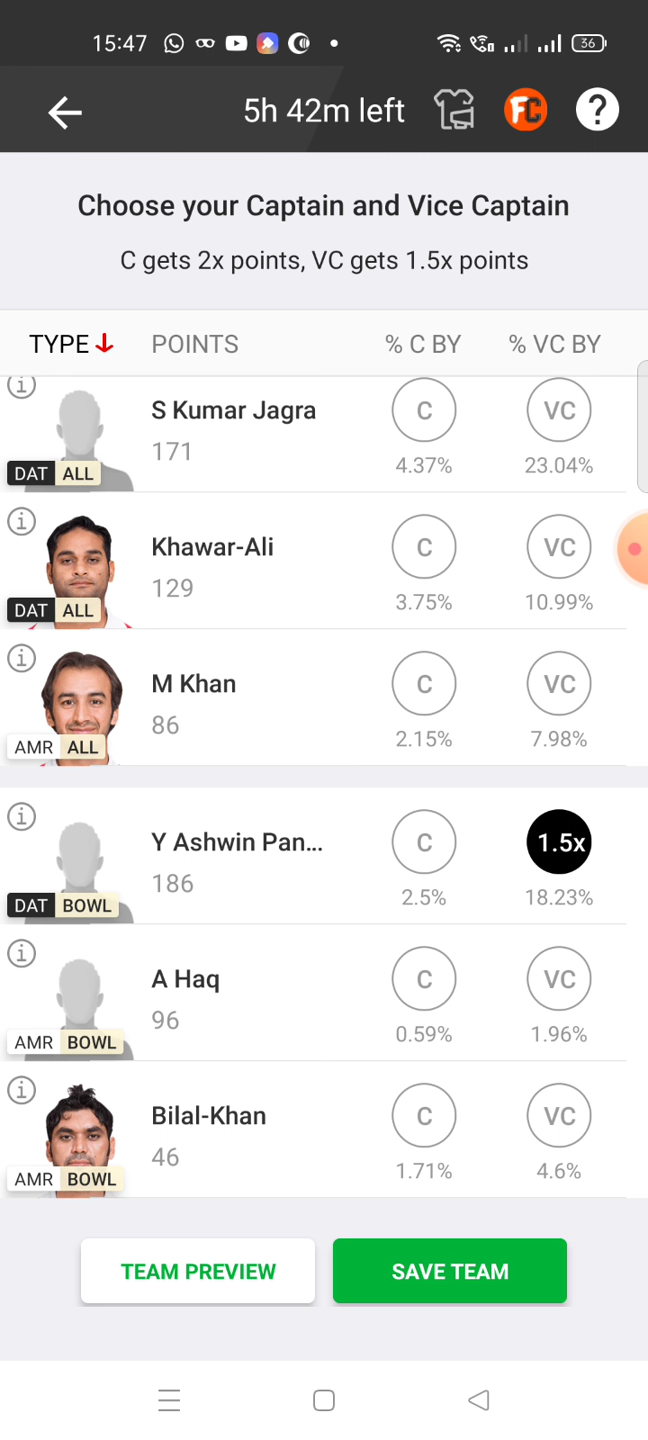 15:47
36
5h 42m left
FC
?
Choose your Captain and Vice Captain
C gets 2x points, VC gets 1.5x points
TYPE POINTS % C BY % VC BY
S Kumar Jagra
171
C
VC
4.37%
23.04%
DAT ALL
Khawar-Ali
129
C
VC
3.75%
10.99%
DAT ALL
M Khan
86
C
VC
2.15%
7.98%
AMR ALL
Y Ashwin Pan...
186
C
1.5x
2.5%
18.23%
DAT BOWL
A Haq
96
C
VC
0.59%
1.96%
AMR BOWL
Bilal-Khan
46
C
VC
1.71%
4.6%
AMR BOWL
TEAM PREVIEW
SAVE TEAM